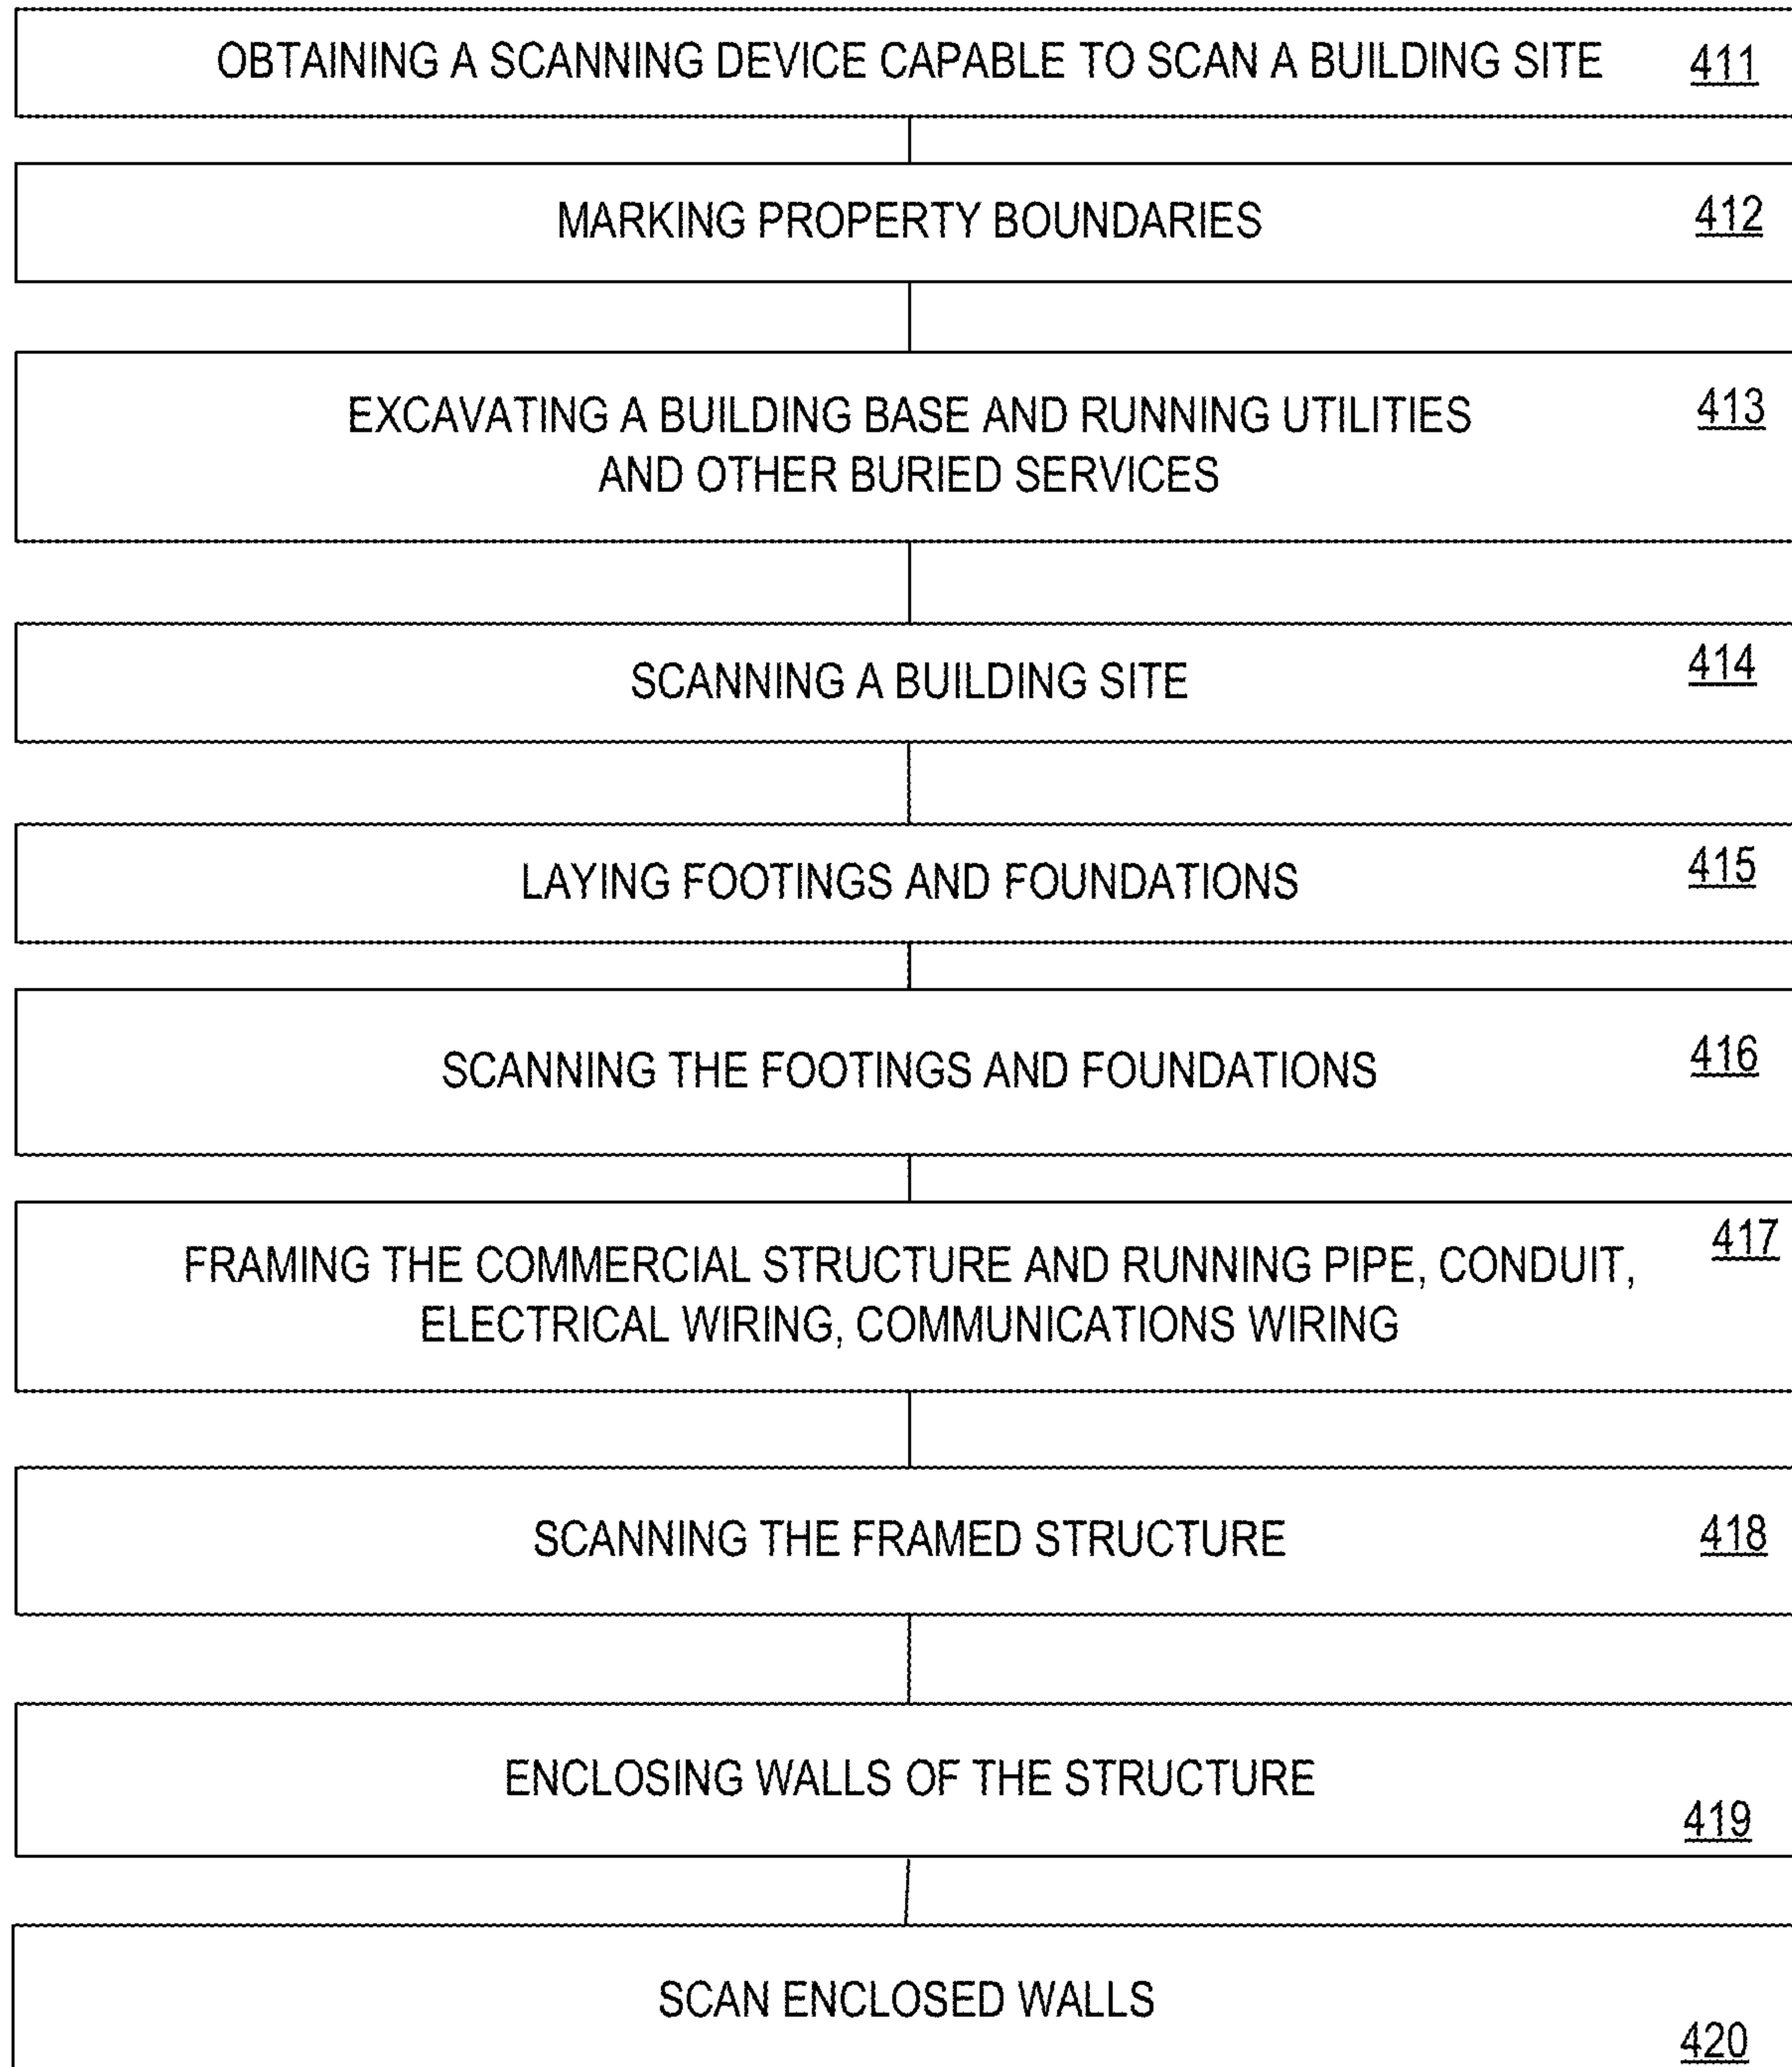 OBTAINING A SCANNING DEVICE CAPABLE TO SCAN A BUILDING SITE 411
MARKING PROPERTY BOUNDARIES 412
EXCAVATING A BUILDING BASE AND RUNNING UTILITIES 413
AND OTHER BURIED SERVICES
SCANNING A BUILDING SITE 414
LAYING FOOTINGS AND FOUNDATIONS 415
SCANNING THE FOOTINGS AND FOUNDATIONS 416
FRAMING THE COMMERCIAL STRUCTURE AND RUNNING PIPE, CONDUIT, 417
ELECTRICAL WIRING, COMMUNICATIONS WIRING
SCANNING THE FRAMED STRUCTURE 418
ENCLOSING WALLS OF THE STRUCTURE
419
SCAN ENCLOSED WALLS
420